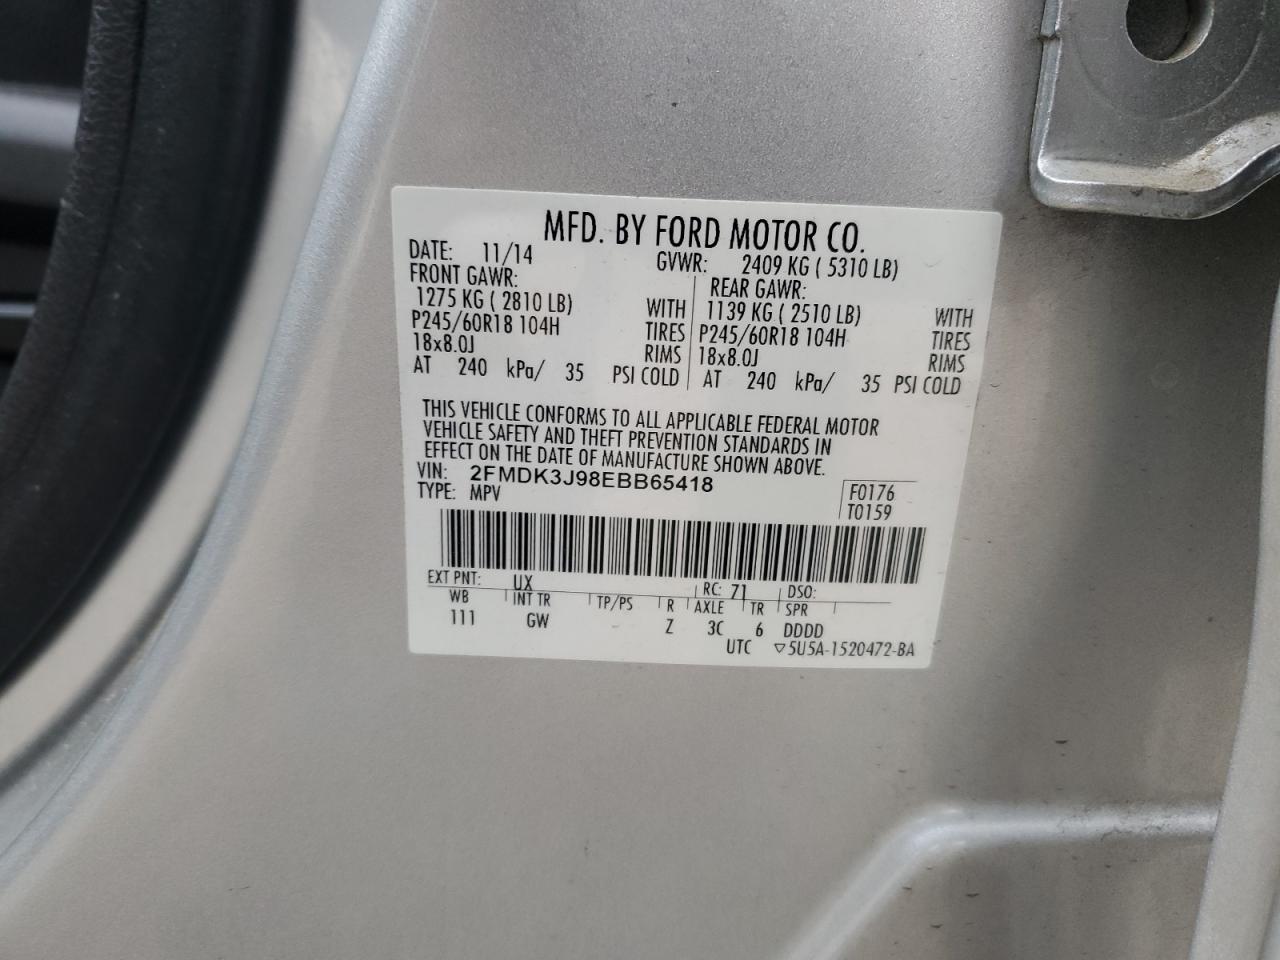 MFD. BY FORD MOTOR CO.
DATE: 11/14 GVWR: 2409 KG ( 5310 LB)
FRONT GAWR: REAR GAWR:
1275 KG ( 2810 LB) WITH 1139 KG ( 2510 LB) WITH
P245/60R18 104H TIRES P245/60R18 104H TIRES
18x8.0J RIMS 18x8.0J RIMS
AT 240 kPa/ 35 PSI COLD AT 240 kPa/ 35 PSI COLD
THIS VEHICLE CONFORMS TO ALL APPLICABLE FEDERAL MOTOR
VEHICLE SAFETY AND THEFT PREVENTION STANDARDS IN
EFFECT ON THE DATE OF MANUFACTURE SHOWN ABOVE.
VIN: 2FMDK3J98EBB65418
TYPE: MPV F0176
T0159
EXT PNT: UX RC: 71 DSO:
WB INT TR TP/PS R AXLE TR SPR
111 GW Z 3C 6 DDDD
UTC ▽5U5A-1520472-BA